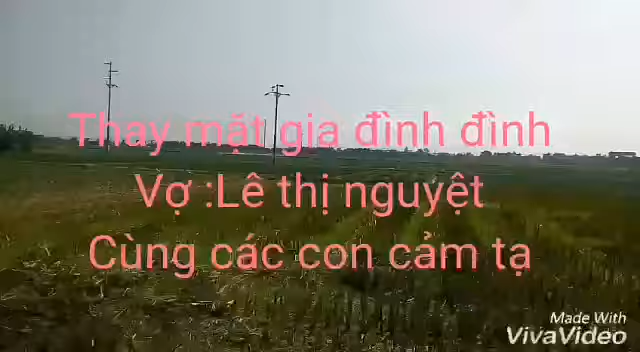 Thay mặt gia đình đình
Vợ :Lê thị nguyệt
Cùng các con cảm tạ
Made With
VivaVideo